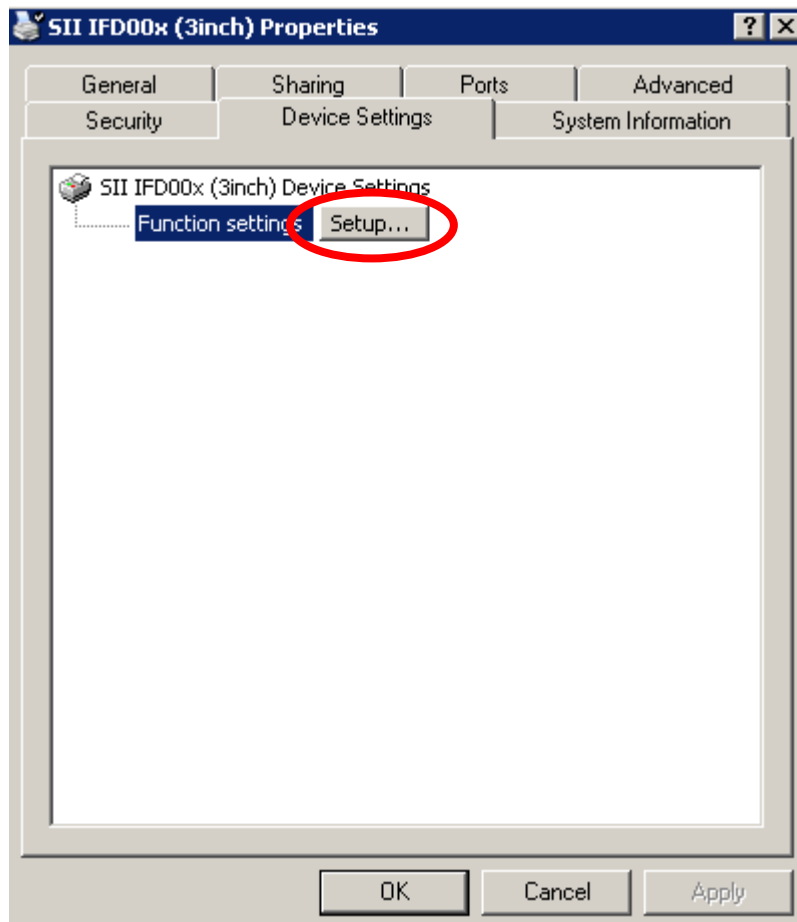 SII IFD00x (3inch) Properties
General Sharing Ports Advanced
Security Device Settings System Information
SII IFD00x (3inch) Device Settings
Function settings Setup...
OK Cancel Apply